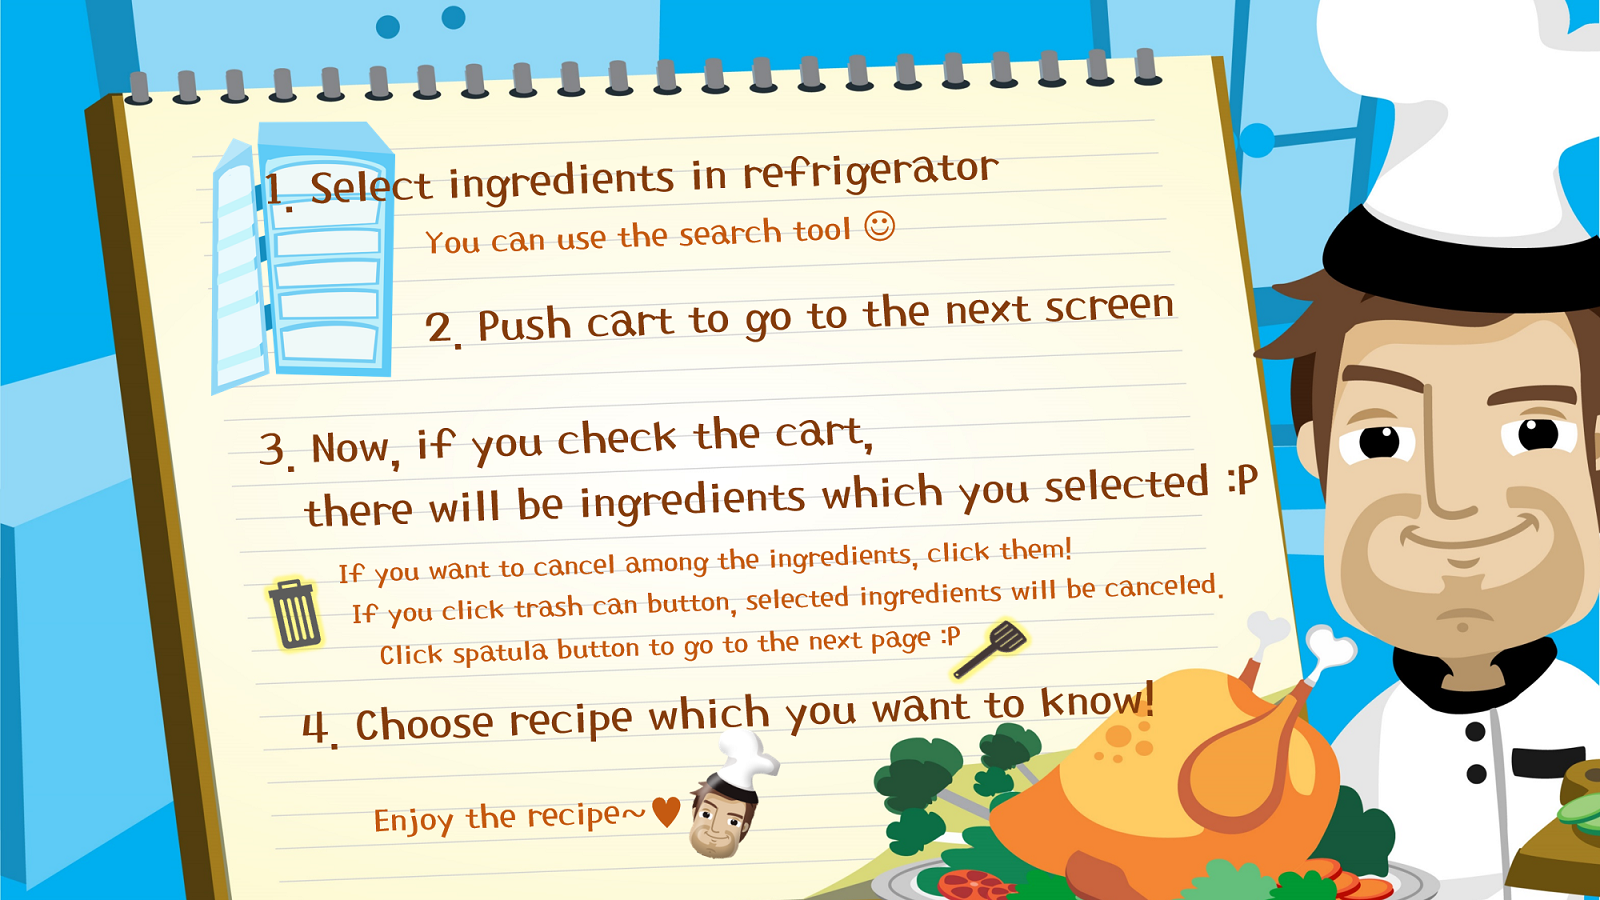 1. Select ingredients in refrigerator
You can use the search tool ☺
2. Push cart to go to the next screen
3. Now, if you check the cart,
there will be ingredients which you selected :P
If you want to cancel among the ingredients, click them!
If you click trash can button, selected ingredients will be canceled.
Click spatula button to go to the next page :P
4. Choose recipe which you want to know!
Enjoy the recipe~♥